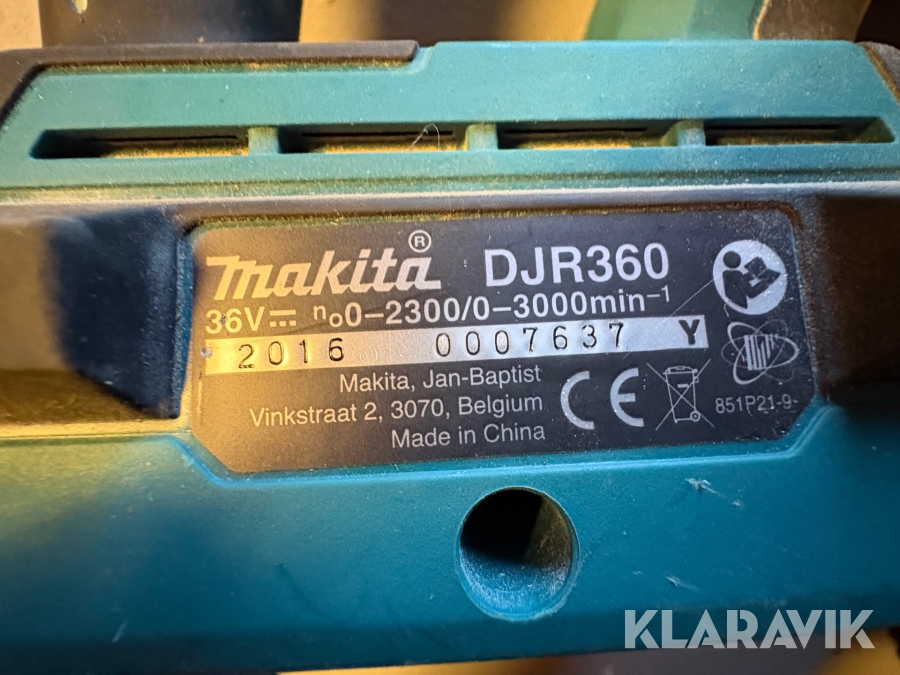 makita® DJR360
36V⎓ no0-2300/0-3000min-1
2016 0007637 Y
Makita, Jan-Baptist
Vinkstraat 2, 3070, Belgium
Made in China
CE
851P21-9
KLARAVIK